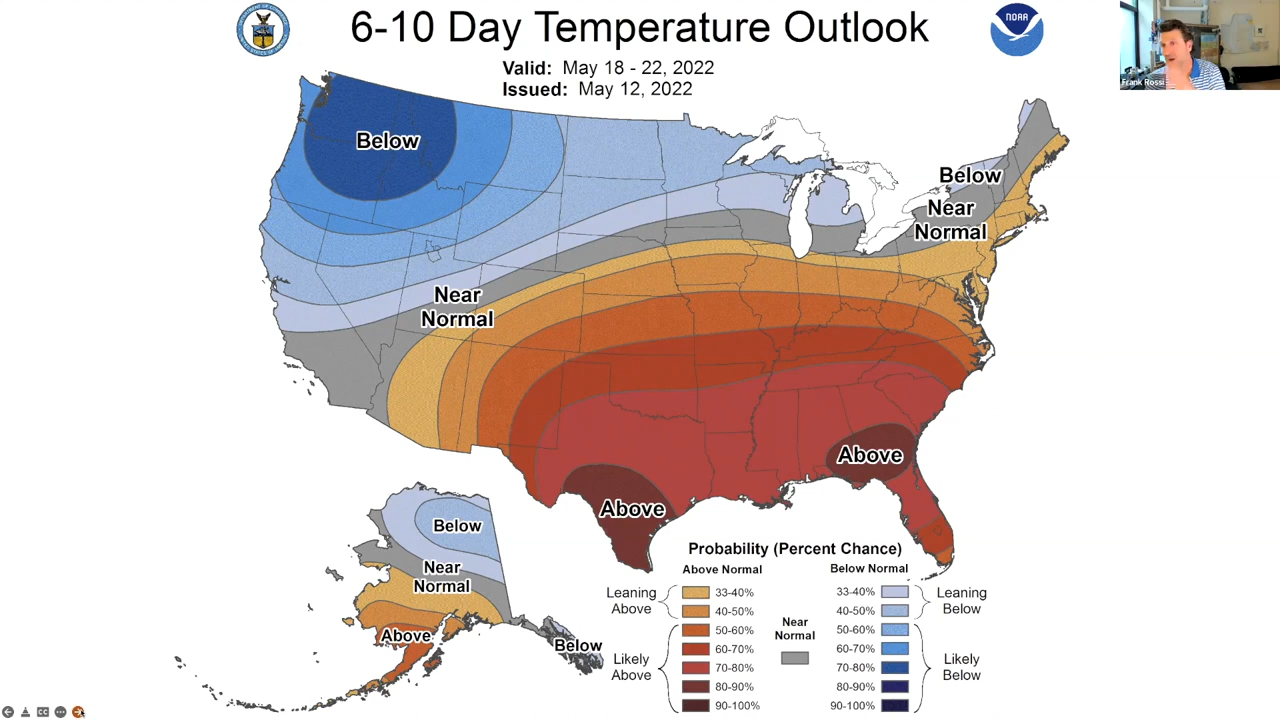 6-10 Day Temperature Outlook
NOAA
Valid: May 18 - 22, 2022
Issued: May 12, 2022
Frank Rossi
Below
Below
Near
Normal
Near
Normal
Above
Above
Below
Near
Normal
Above
Below
Probability (Percent Chance)
Above Normal
Below Normal
Leaning
Above
33-40%
40-50%
Likely
Above
50-60%
60-70%
70-80%
80-90%
90-100%
Near
Normal
33-40%
40-50%
Leaning
Below
50-60%
60-70%
70-80%
80-90%
90-100%
Likely
Below
CC